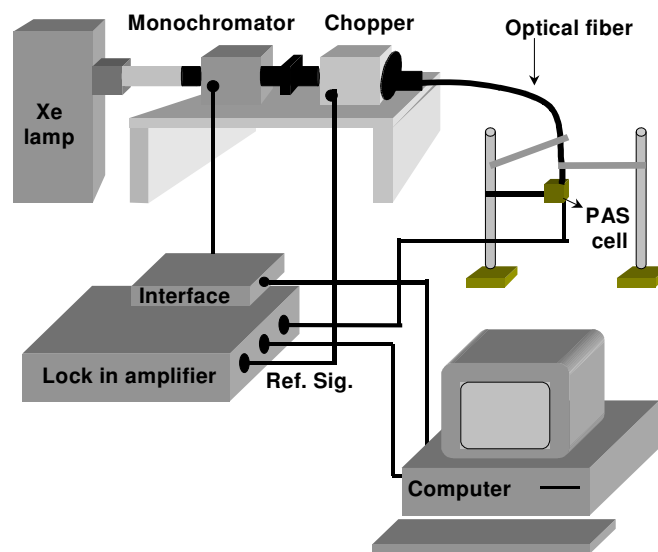 Monochromator
Chopper
Optical fiber
Xe
lamp
PAS
cell
Interface
Lock in amplifier
Ref. Sig.
Computer